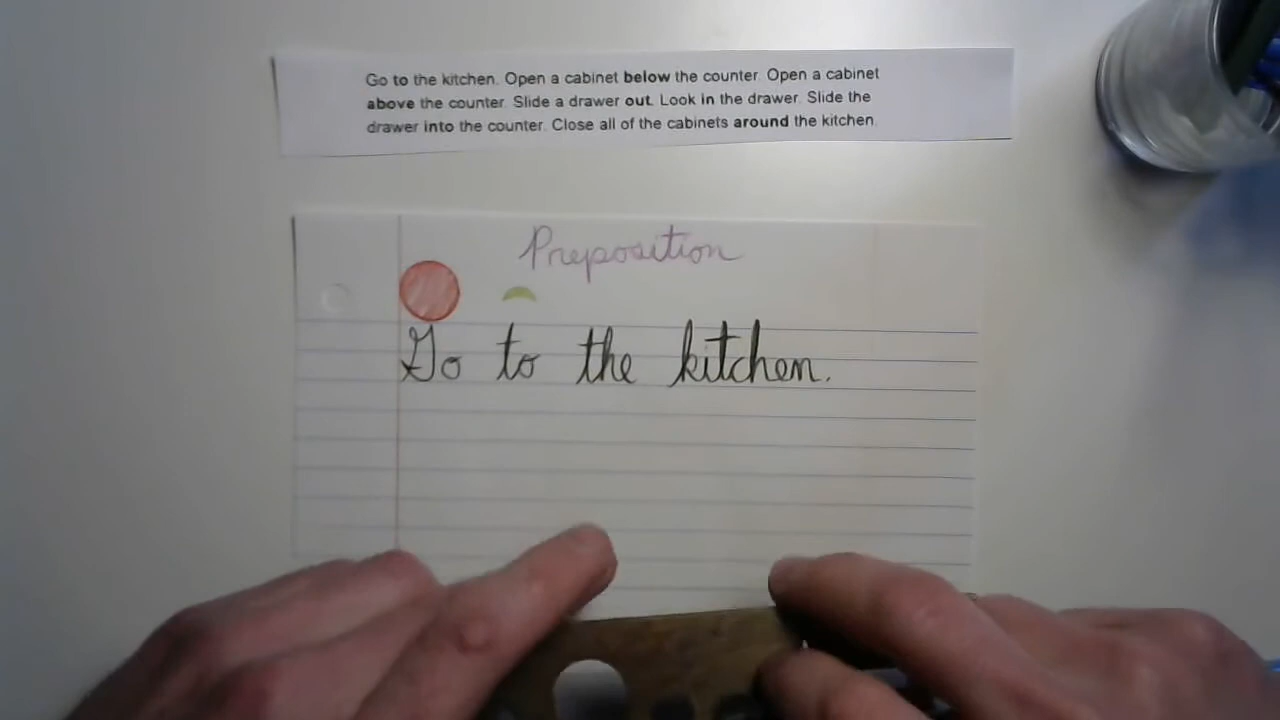 Go to the kitchen. Open a cabinet below the counter. Open a cabinet
above the counter. Slide a drawer out. Look in the drawer. Slide the
drawer into the counter. Close all of the cabinets around the kitchen.
Preposition
Go to the kitchen.